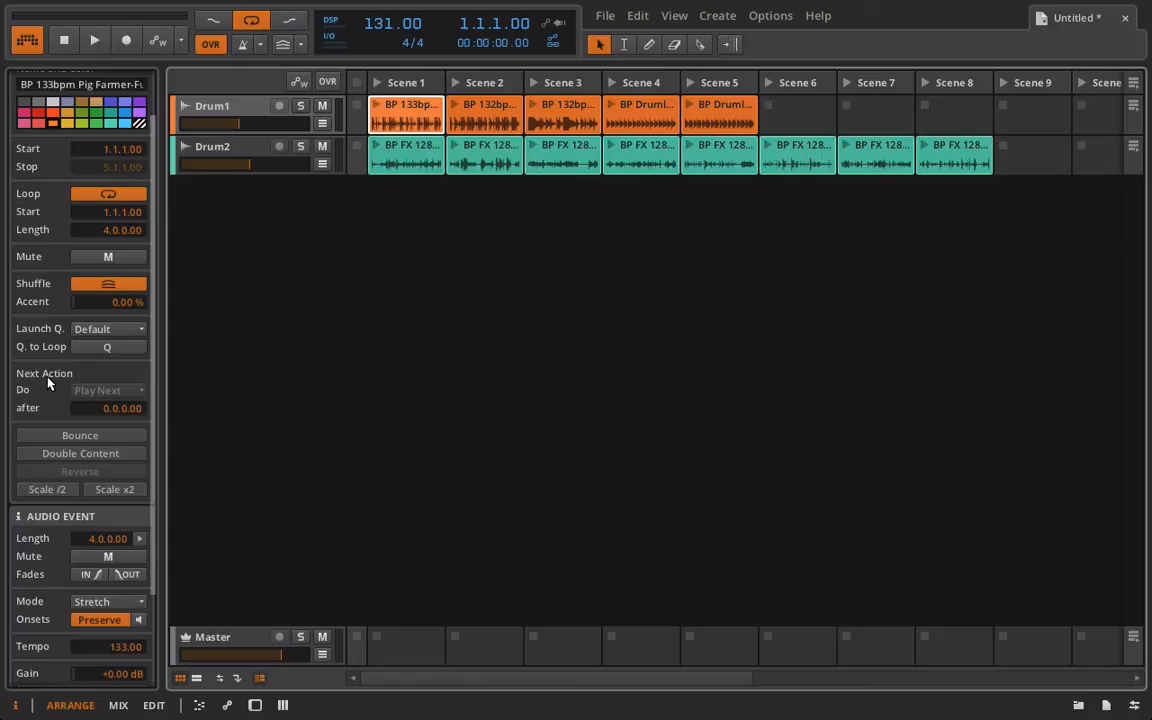 DSP
I/O
131.00
1.1.1.00
4/4
00:00:00.00
File Edit View Create Options Help
Untitled *
OVR
BP 133bpm Pig Farmer-Fu
OVR
Scene 1 Scene 2 Scene 3 Scene 4 Scene 5 Scene 6 Scene 7 Scene 8 Scene 9 Scene
Drum1 S M
BP 133bp... BP 132bp... BP 132bp... BP Druml... BP Druml...
Drum2 S M
BP FX 128... BP FX 128... BP FX 128... BP FX 128... BP FX 128... BP FX 128... BP FX 128... BP FX 128...
Start 1.1.1.00
Stop 5.1.1.00
Loop
Start 1.1.1.00
Length 4.0.0.00
Mute M
Shuffle
Accent 0.00 %
Launch Q. Default
Q. to Loop Q
Next Action
Do Play Next
after 0.0.0.00
Bounce
Double Content
Reverse
Scale /2 Scale x2
AUDIO EVENT
Length 4.0.0.00
Mute M
Fades IN OUT
Mode Stretch
Onsets Preserve
Tempo 133.00
Gain +0.00 dB
Master S M
i ARRANGE MIX EDIT